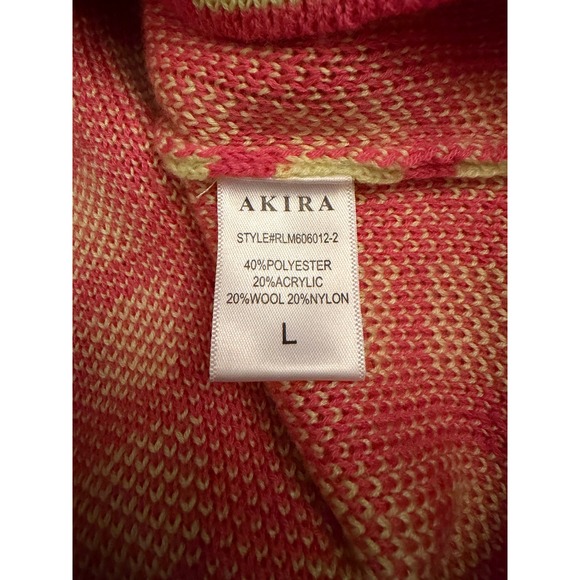 AKIRA
STYLE#RLM606012-2
40%POLYESTER
20%ACRYLIC
20%WOOL 20%NYLON
L